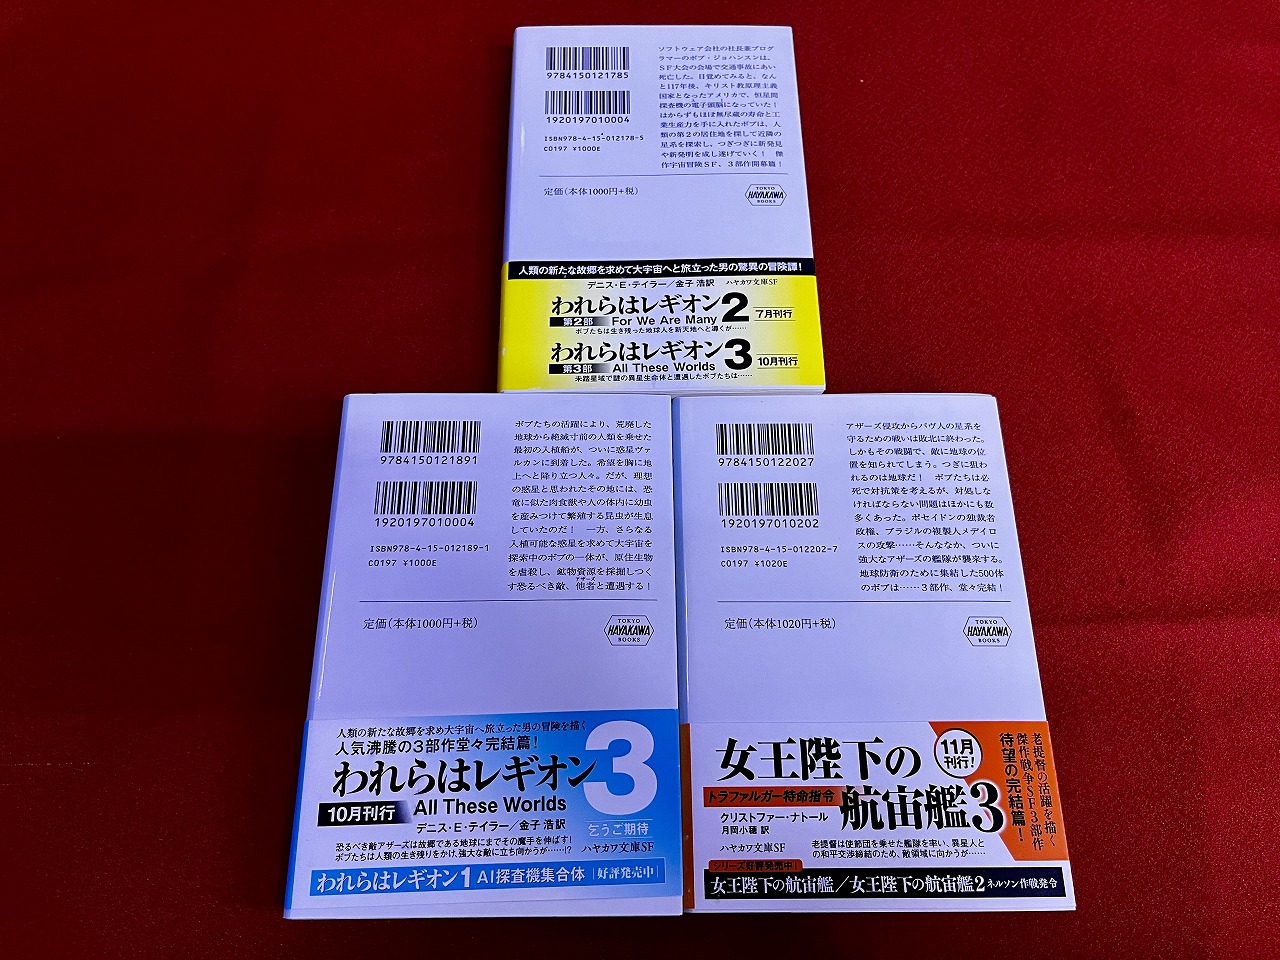 9784150121785
1920197010004
ISBN978-4-15-012178-5
C0197 ¥1000E
ソフトウェア会社の社長兼プログ
ラマーのボブ・ジョハンスンは、
SF大会の会場で交通事故にあい
死亡した。目覚めてみると、なん
と117年後、キリスト教原理主義
国家となったアメリカで、恒星間
探査機の電子頭脳になっていた！
はからずもほぼ無尽蔵の寿命と工
業生産力を手に入れたボブは、人
類の第2の居住地を探して近隣の
星系を探索し、つぎつぎに新発見
や新発明を成し遂げていく！ 傑
作宇宙冒険SF、3部作開幕篇！
定価(本体1000円+税)
TOKYO
HAYAKAWA
BOOKS
人類の新たな故郷を求めて大宇宙へと旅立った男の驚異の冒険譚！
デニス・E・テイラー／金子 浩訳 ハヤカワ文庫SF
われらはレギオン2
第2部 For We Are Many 7月刊行
ボブたちは生き残った地球人を新天地へと導くが……
われらはレギオン3
第3部 All These Worlds 10月刊行
未踏星域で謎の異星生命体と遭遇したボブたちは……
9784150121891
1920197010004
ISBN978-4-15-012189-1
C0197 ¥1000E
ボブたちの活躍により、荒廃した
地球から絶滅寸前の人類を乗せた
最初の入植船が、ついに惑星ヴァ
ルカンに到着した。希望を胸に地
上へと降り立つ人々。だが、理想
の惑星と思われたその地には、恐
竜に似た肉食獣や人の体内に幼虫
を産みつけて繁殖する昆虫が生息
していたのだ！ 一方、さらなる
入植可能な惑星を求めて大宇宙を
探索中のボブの一体が、原住生物
を虐殺し、鉱物資源を採掘しつく
す恐るべき敵、他者と遭遇する！
アザーズ
定価(本体1000円+税)
TOKYO
HAYAKAWA
BOOKS
人類の新たな故郷を求め大宇宙へ旅立った男の冒険を描く
人気沸騰の3部作堂々完結篇！
われらはレギオン3
10月刊行 All These Worlds
デニス・E・テイラー／金子 浩訳
乞うご期待
恐るべき敵アザーズは故郷である地球にまでその魔手を伸ばす！
ボブたちは人類の生き残りをかけ、強大な敵に立ち向かうが……!?
ハヤカワ文庫SF
われらはレギオン1 AI探査機集合体 ［好評発売中］
9784150122027
1920197010202
ISBN978-4-15-012202-7
C0197 ¥1020E
アザーズ侵攻からパヴ人の星系を
守るための戦いは敗北に終わった。
しかもその戦闘で、敵に地球の位
置を知られてしまう。つぎに狙わ
れるのは地球だ！ ボブたちは必
死で対抗策を考えるが、対処しな
ければならない問題はほかにも数
多くあった。ポセイドンの独裁者
政権、ブラジルの複製人メデイロ
スの攻撃……そんななか、ついに
強大なアザーズの艦隊が襲来する。
地球防衛のために集結した500体
のボブは……3部作、堂々完結！
定価(本体1020円+税)
TOKYO
HAYAKAWA
BOOKS
女王陛下の
航宙艦3
トラファルガー特命指令
11月
刊行！
老提督の活躍を描く
傑作戦争SF3部作
待望の完結篇！
クリストファー・ナトール
月岡小穂 訳
ハヤカワ文庫SF
老提督は使節団を乗せた艦隊を率い、異星人と
の和平交渉締結のため、敵領域に向かうが……
シリーズ好評発売中！
女王陛下の航宙艦／女王陛下の航宙艦2 ネルソン作戦発令